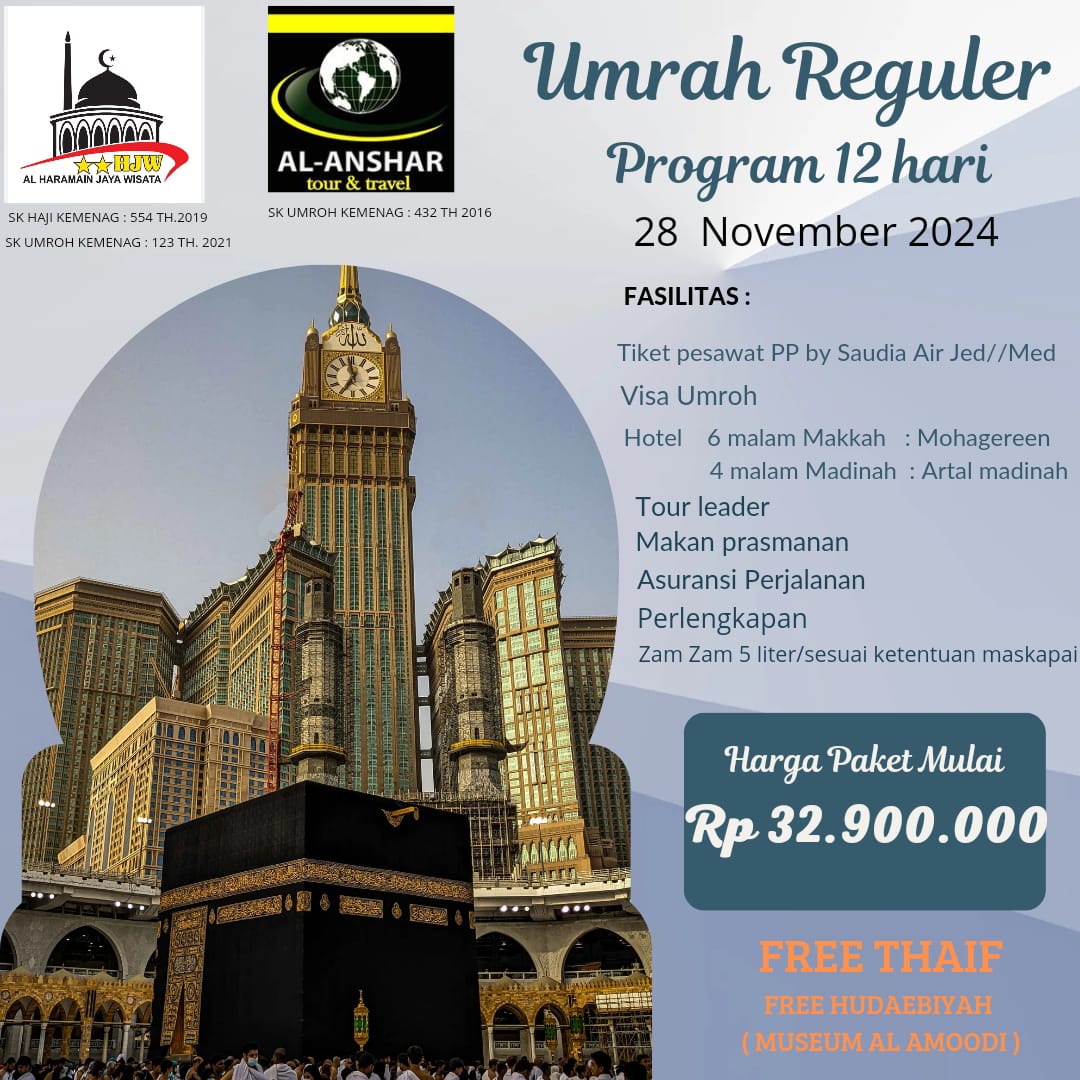 HJW
AL HARAMAIN JAYA WISATA
SK HAJI KEMENAG : 554 TH.2019
SK UMROH KEMENAG : 123 TH. 2021
AL-ANSHAR
tour & travel
SK UMROH KEMENAG : 432 TH 2016
Umrah Reguler
Program 12 hari
28 November 2024
FASILITAS :
Tiket pesawat PP by Saudia Air Jed//Med
Visa Umroh
Hotel 6 malam Makkah : Mohagereen
4 malam Madinah : Artal madinah
Tour leader
Makan prasmanan
Asuransi Perjalanan
Perlengkapan
Zam Zam 5 liter/sesuai ketentuan maskapai
Harga Paket Mulai
Rp 32.900.000
FREE THAIF
FREE HUDAEBIYAH
( MUSEUM AL AMOODI )